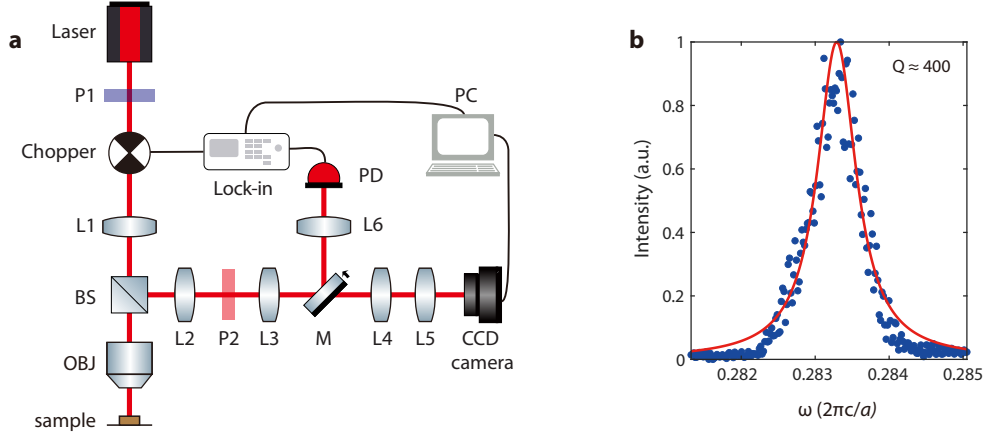 a
Laser
P1
Chopper
L1
BS
OBJ
sample
Lock-in
PD
L6
PC
L2
P2
L3
M
L4
L5
CCD
camera
b
Q ≈ 400
Intensity (a.u.)
1
0.8
0.6
0.4
0.2
0
0.282
0.283
0.284
0.285
ω (2πc/a)